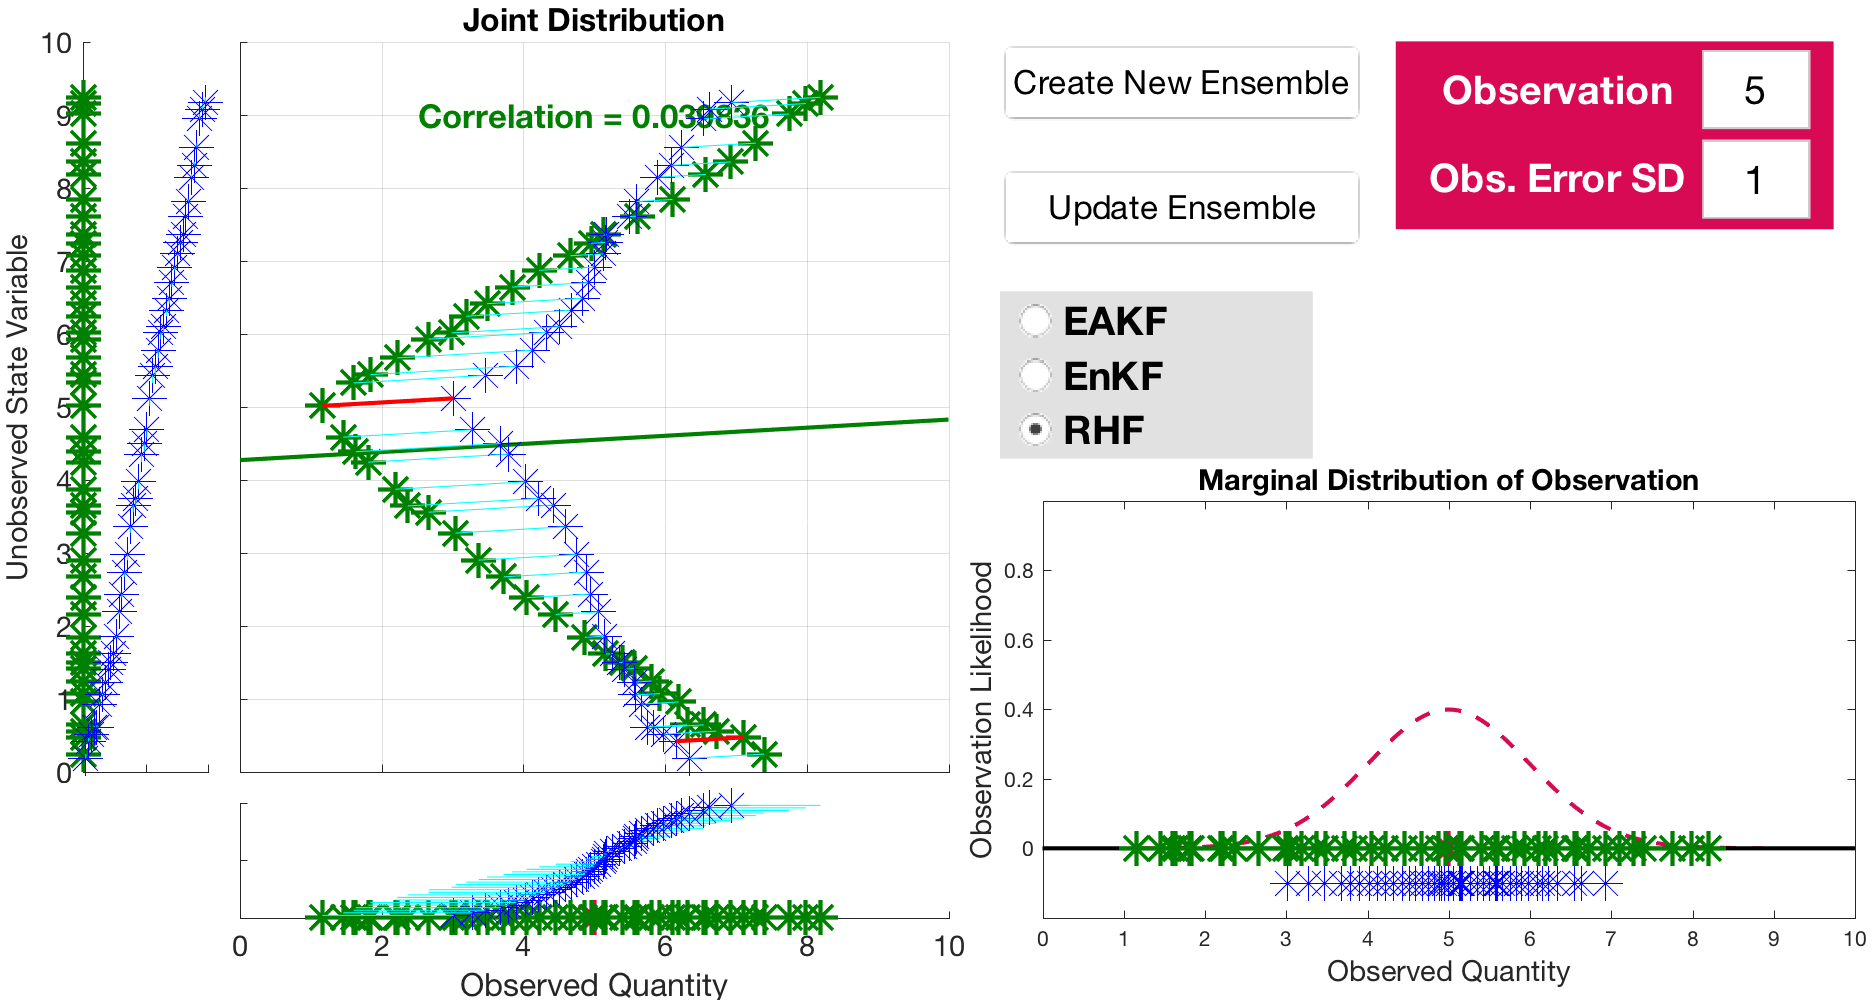 Joint Distribution
Unobserved State Variable
10
9
8
7
6
5
4
3
2
1
0
Correlation = 0.039836
0
2
4
6
8
10
Observed Quantity
Create New Ensemble
Update Ensemble
Observation
5
Obs. Error SD
1
EAKF
EnKF
RHF
Marginal Distribution of Observation
Observation Likelihood
0.8
0.6
0.4
0.2
0
0
1
2
3
4
5
6
7
8
9
10
Observed Quantity